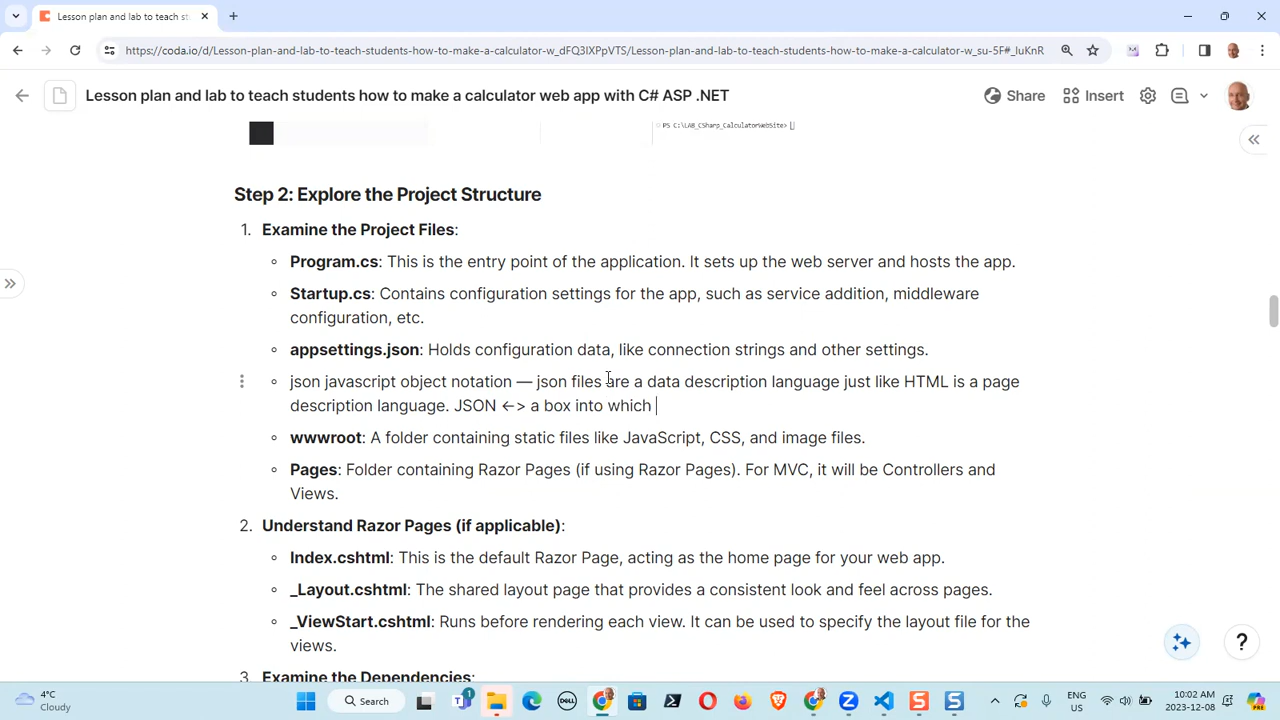 Lesson plan and lab to teach stu
https://coda.io/d/Lesson-plan-and-lab-to-teach-students-how-to-make-a-calculator-w_dFQ3lXPpVTS/Lesson-plan-and-lab-to-teach-students-how-to-make-a-calculator-w_su-5F#_luKnR
Lesson plan and lab to teach students how to make a calculator web app with C# ASP .NET
Share
Insert
PS C:\LAB_CSharp_CalculatorWebSite>
Step 2: Explore the Project Structure
1. Examine the Project Files:
Program.cs: This is the entry point of the application. It sets up the web server and hosts the app.
Startup.cs: Contains configuration settings for the app, such as service addition, middleware
configuration, etc.
appsettings.json: Holds configuration data, like connection strings and other settings.
json javascript object notation — json files are a data description language just like HTML is a page
description language. JSON <-> a box into which
wwwroot: A folder containing static files like JavaScript, CSS, and image files.
Pages: Folder containing Razor Pages (if using Razor Pages). For MVC, it will be Controllers and
Views.
2. Understand Razor Pages (if applicable):
Index.cshtml: This is the default Razor Page, acting as the home page for your web app.
_Layout.cshtml: The shared layout page that provides a consistent look and feel across pages.
_ViewStart.cshtml: Runs before rendering each view. It can be used to specify the layout file for the
views.
3. Examine the Dependencies:
4°C
Cloudy
Search
1
DELL
ENG
US
10:02 AM
2023-12-08